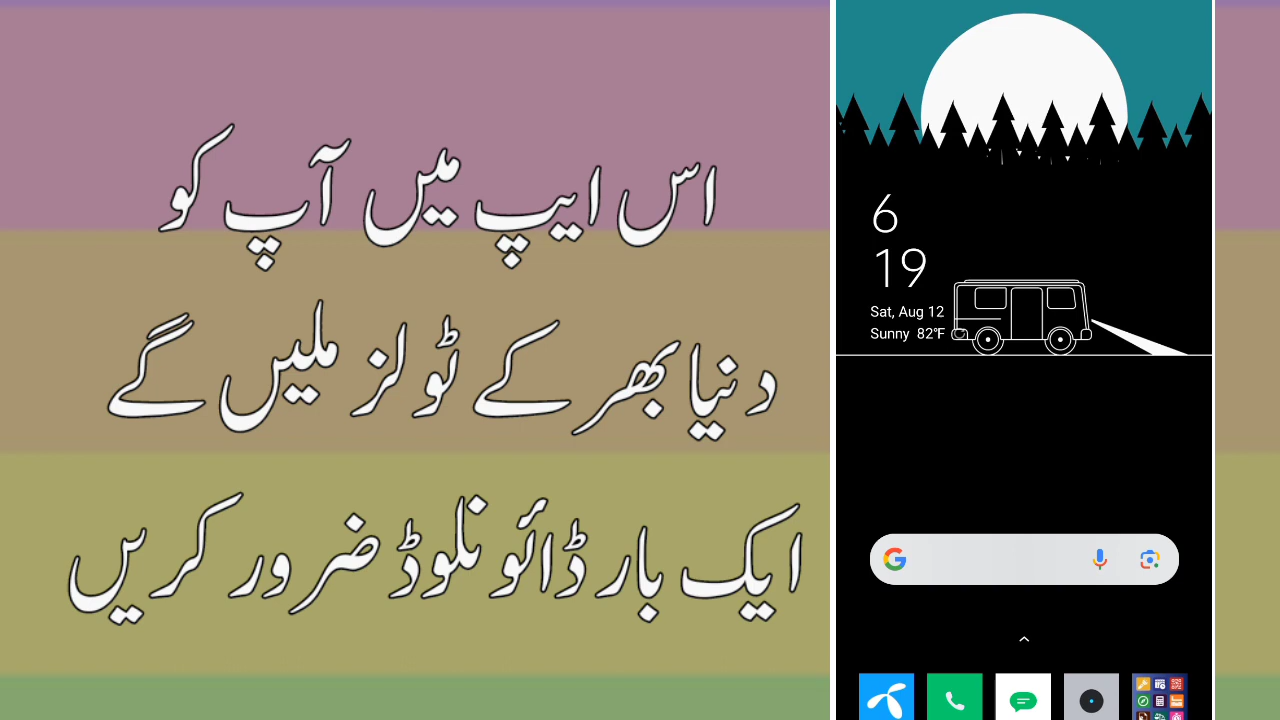 اس ایپ میں آپ کو
دنیا بھر کے ٹولز ملیں گے
ایک بار ڈائونلوڈ ضرور کریں
6
19
Sat, Aug 12
Sunny 82°F